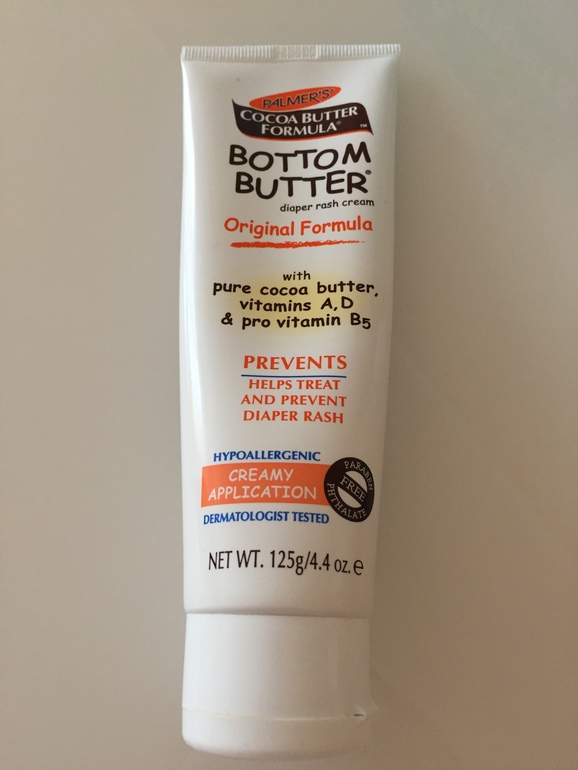 PALMER'S®
COCOA BUTTER
FORMULA® ™
BOTTOM
BUTTER®
diaper rash cream
Original Formula
with
pure cocoa butter,
vitamins A, D
& pro vitamin B5
PREVENTS
HELPS TREAT
AND PREVENT
DIAPER RASH
HYPOALLERGENIC
CREAMY
APPLICATION
PARABEN
FREE
PHTHALATE
DERMATOLOGIST TESTED
NET WT. 125g/4.4 oz. e